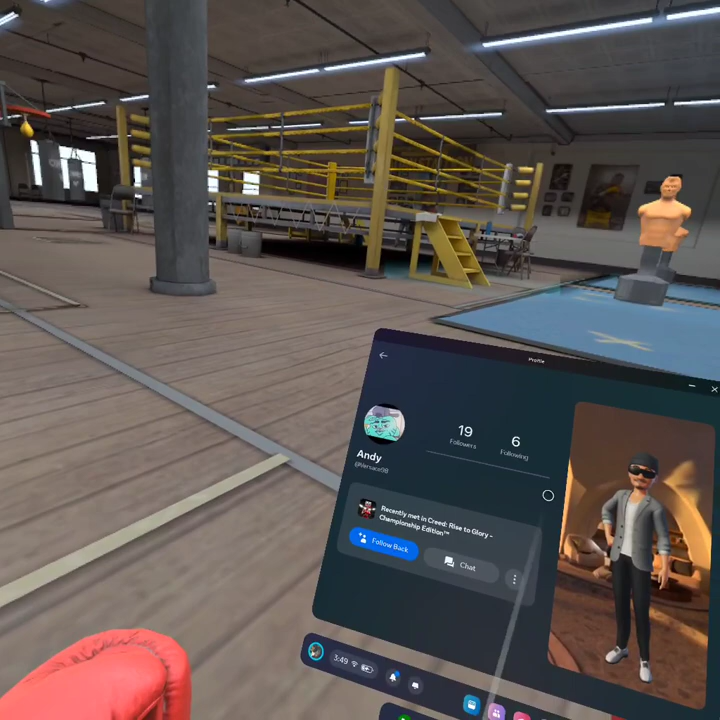 Profile
19
Followers
6
Following
Andy
Recently met in Creed: Rise to Glory -
Championship Edition™
Follow Back
Chat
3:49